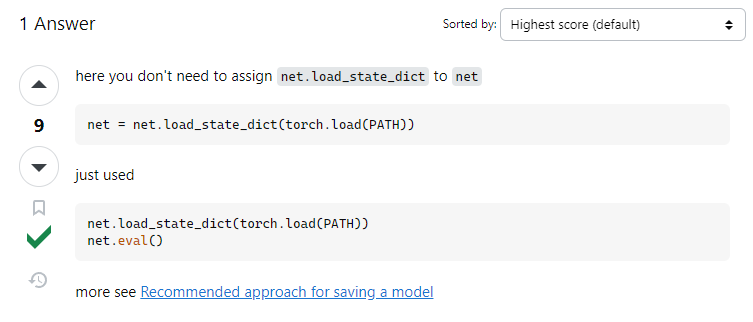 1 Answer
Sorted by: Highest score (default)
here you don't need to assign net.load_state_dict to net
9
net = net.load_state_dict(torch.load(PATH))
just used
net.load_state_dict(torch.load(PATH))
net.eval()
more see Recommended approach for saving a model